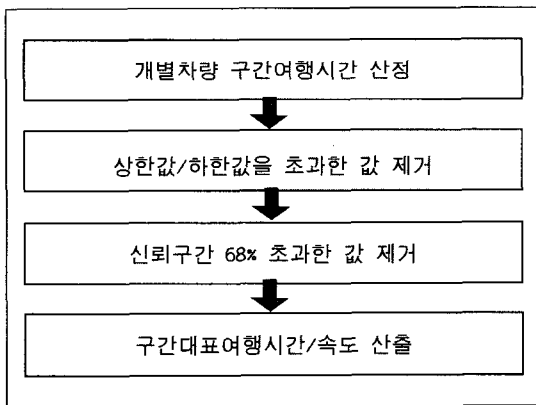 개별차량 구간여행시간 산정
상한값/하한값을 초과한 값 제거
신뢰구간 68% 초과한 값 제거
구간대표여행시간/속도 산출